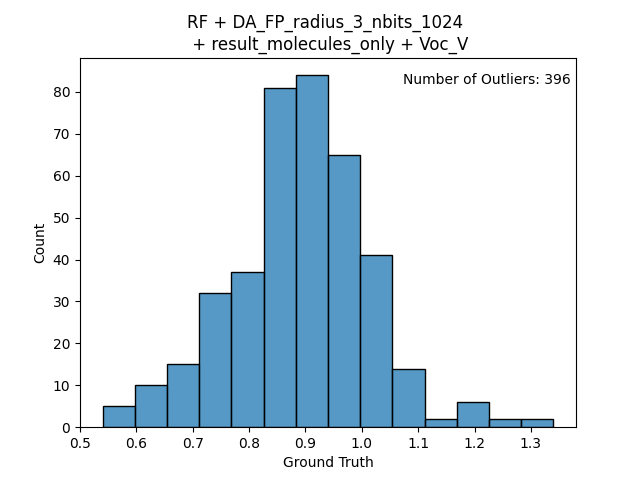 RF + DA_FP_radius_3_nbits_1024
+ result_molecules_only + Voc_V
Number of Outliers: 396
80
70
60
50
40
30
20
10
0
Count
0.5 0.6 0.7 0.8 0.9 1.0 1.1 1.2 1.3
Ground Truth